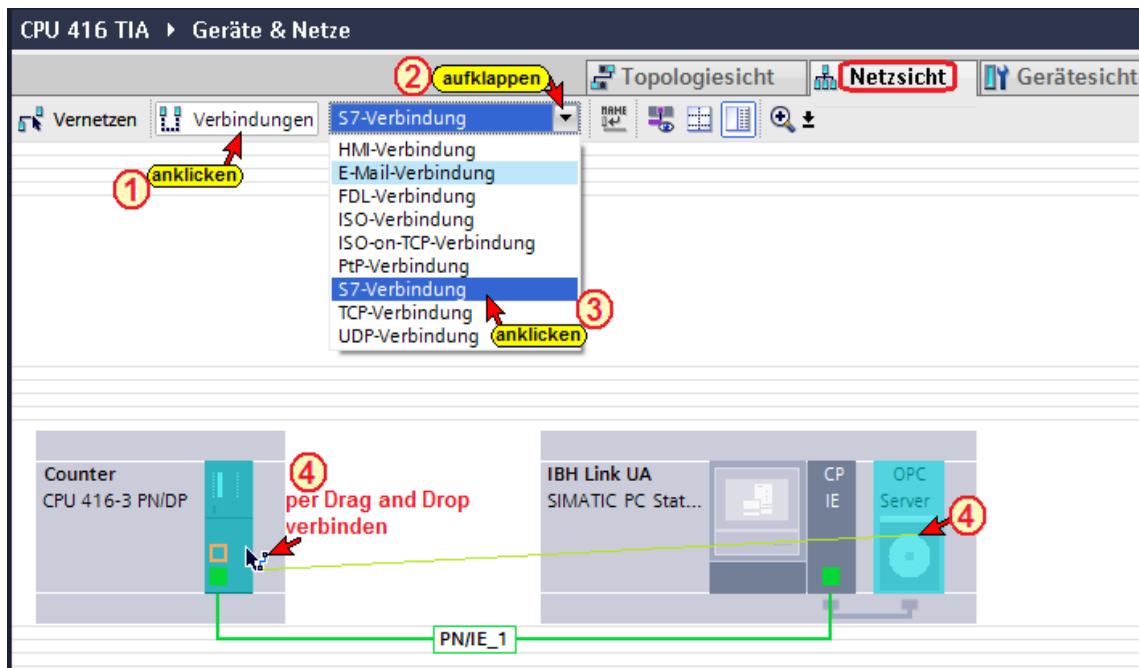 CPU 416 TIA ▸ Geräte & Netze
2 aufklappen
Topologiesicht Netzsicht Gerätesicht
Vernetzen Verbindungen S7-Verbindung NAME
1 anklicken
HMI-Verbindung
E-Mail-Verbindung
FDL-Verbindung
ISO-Verbindung
ISO-on-TCP-Verbindung
PtP-Verbindung
S7-Verbindung
3
TCP-Verbindung
UDP-Verbindung anklicken
Counter
CPU 416-3 PN/DP
4
per Drag and Drop
verbinden
IBH Link UA
SIMATIC PC Stat...
CP
IE
OPC
Server
4
PN/IE_1